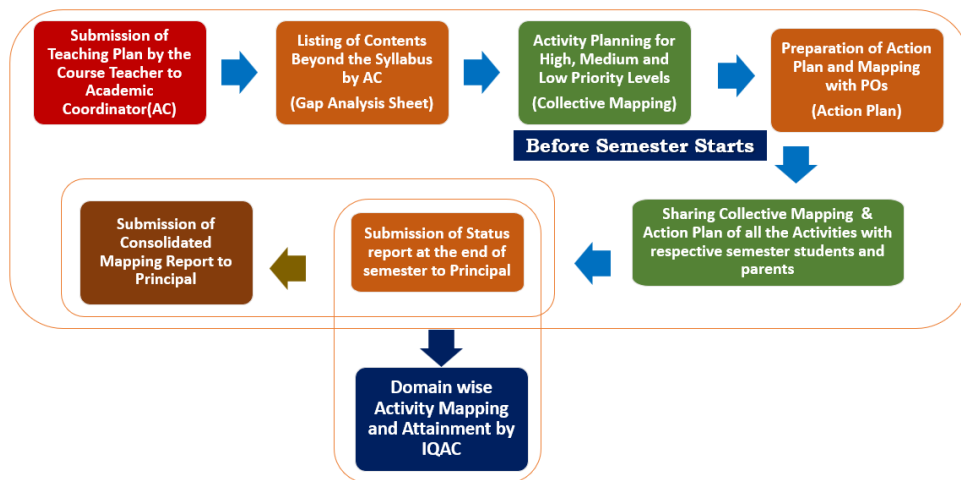 Submission of
Teaching Plan by the
Course Teacher to
Academic
Coordinator(AC)
Listing of Contents
Beyond the Syllabus
by AC
(Gap Analysis Sheet)
Activity Planning for
High, Medium and
Low Priority Levels
(Collective Mapping)
Preparation of Action
Plan and Mapping
with POs
(Action Plan)
Before Semester Starts
Sharing Collective Mapping &
Action Plan of all the Activities with
respective semester students and
parents
Submission of Status
report at the end of
semester to Principal
Submission of
Consolidated
Mapping Report to
Principal
Domain wise
Activity Mapping
and Attainment by
IQAC